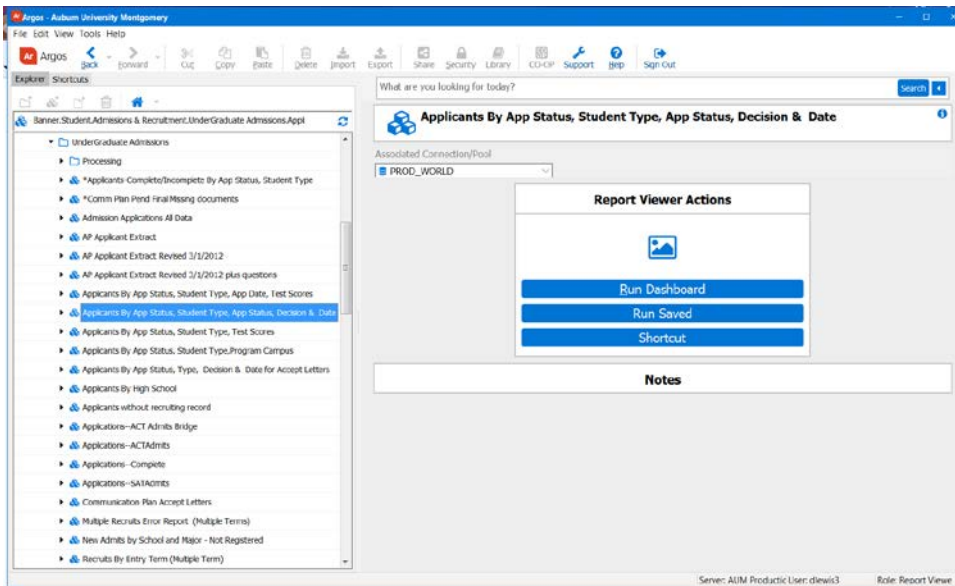 Argos - Auburn University Montgomery
File Edit View Tools Help
Ar Argos Back Forward Cut Copy Paste Delete Import Export Share Security Library CO-OP Support Help Sign Out
Explorer Shortcuts
What are you looking for today?
Search
Banner.Student.Admissions & Recruitment.UnderGraduate Admissions.Appl
Applicants By App Status, Student Type, App Status, Decision & Date
Associated Connection/Pool
PROD_WORLD
UnderGraduate Admissions
Processing
*Applicants-Complete/Incomplete By App Status, Student Type
*Comm Plan Pend Final Missng documents
Admission Applications All Data
AP Applicant Extract
AP Applicant Extract Revised 3/1/2012
AP Applicant Extract Revised 3/1/2012 plus questions
Applicants By App Status, Student Type, App Date, Test Scores
Applicants By App Status, Student Type, App Status, Decision & Date
Applicants By App Status, Student Type, Test Scores
Applicants By App Status, Student Type,Program Campus
Applicants By App Status, Type, Decision & Date for Accept Letters
Applicants By High School
Applicants without recruiting record
Applications--ACT Admits Bridge
Applications--ACTAdmits
Applications--Complete
Applications--SATAdmits
Communication Plan Accept Letters
Multiple Recruits Error Report (Multiple Terms)
New Admits by School and Major - Not Registered
Recruits By Entry Term (Multiple Term)
Report Viewer Actions
Run Dashboard
Run Saved
Shortcut
Notes
Server: AUM Productic User: dlewis3 Role: Report Viewe